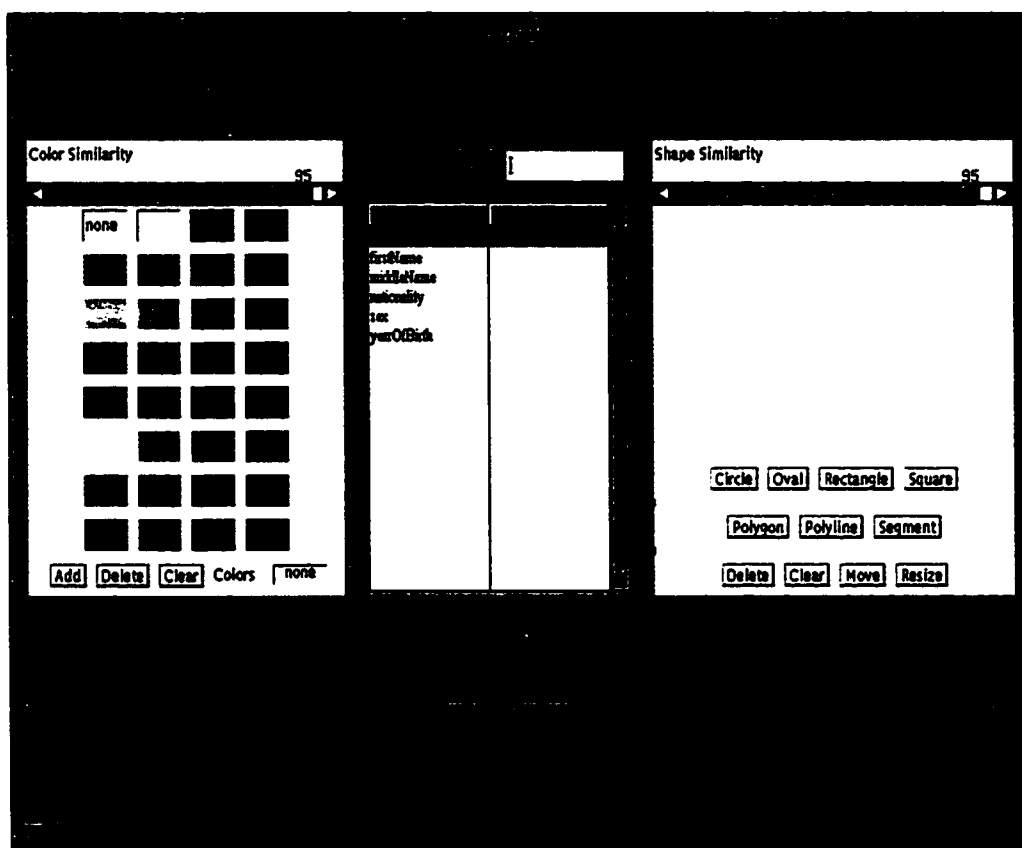 Color Similarity
95
none
Add Delete Clear Colors none
firstName
middleName
nationality
sex
yearOfBirth
Shape Similarity
95
Circle Oval Rectangle Square
Polygon Polyline Segment
Delete Clear Move Resize